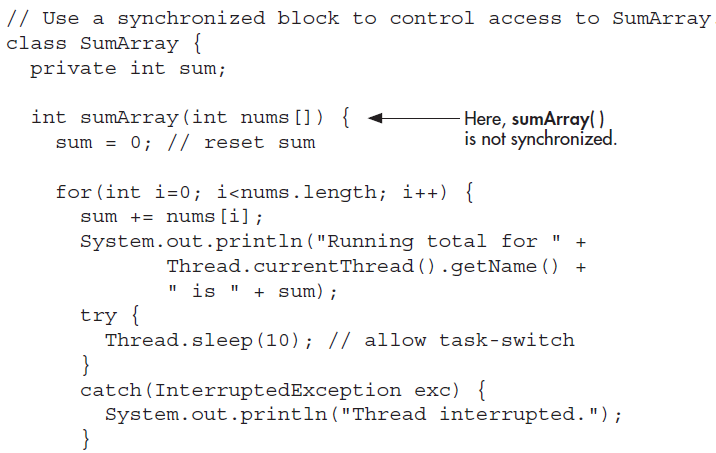 // Use a synchronized block to control access to SumArray
class SumArray {
  private int sum;
  int sumArray(int nums[]) { Here, sumArray( )
    sum = 0; // reset sum is not synchronized.
    for(int i=0; i<nums.length; i++) {
      sum += nums[i];
      System.out.println("Running total for " +
             Thread.currentThread().getName() +
             " is " + sum);
      try {
        Thread.sleep(10); // allow task-switch
      }
      catch(InterruptedException exc) {
        System.out.println("Thread interrupted.");
      }